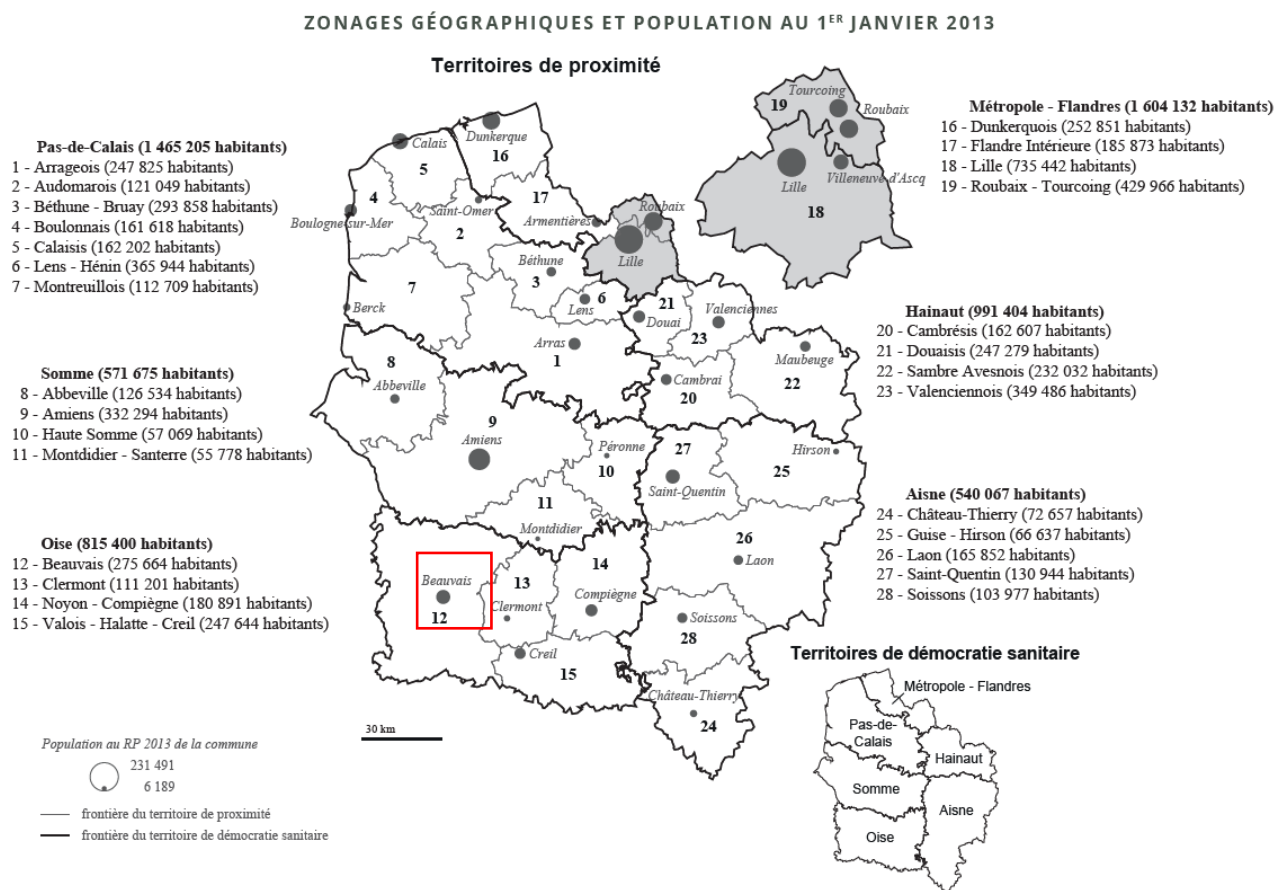 ZONAGES GÉOGRAPHIQUES ET POPULATION AU 1ER JANVIER 2013
Territoires de proximité
Pas-de-Calais (1 465 205 habitants)
1 - Arrageois (247 825 habitants)
2 - Audomarois (121 049 habitants)
3 - Béthune - Bruay (293 858 habitants)
4 - Boulonnais (161 618 habitants)
5 - Calaisis (162 202 habitants)
6 - Lens - Hénin (365 944 habitants)
7 - Montreuillois (112 709 habitants)
Somme (571 675 habitants)
8 - Abbeville (126 534 habitants)
9 - Amiens (332 294 habitants)
10 - Haute Somme (57 069 habitants)
11 - Montdidier - Santerre (55 778 habitants)
Oise (815 400 habitants)
12 - Beauvais (275 664 habitants)
13 - Clermont (111 201 habitants)
14 - Noyon - Compiègne (180 891 habitants)
15 - Valois - Halatte - Creil (247 644 habitants)
Métropole - Flandres (1 604 132 habitants)
16 - Dunkerquois (252 851 habitants)
17 - Flandre Intérieure (185 873 habitants)
18 - Lille (735 442 habitants)
19 - Roubaix - Tourcoing (429 966 habitants)
Hainaut (991 404 habitants)
20 - Cambrésis (162 607 habitants)
21 - Douaisis (247 279 habitants)
22 - Sambre Avesnois (232 032 habitants)
23 - Valenciennois (349 486 habitants)
Aisne (540 067 habitants)
24 - Château-Thierry (72 657 habitants)
25 - Guise - Hirson (66 637 habitants)
26 - Laon (165 852 habitants)
27 - Saint-Quentin (130 944 habitants)
28 - Soissons (103 977 habitants)
Tourcoing
19
Roubaix
Lille
Villeneuve d'Ascq
18
Calais
Dunkerque
16
5
4
17
Saint-Omer
Boulogne-sur-Mer
Armentières
Roubaix
2
Lille
Béthune
3
7
6
Lens
21
Berck
Douai
Valenciennes
23
Arras
1
Maubeuge
8
22
Abbeville
Cambrai
20
9
Amiens
Péronne
10
27
Hirson
25
Saint-Quentin
11
Montdidier
26
Laon
14
13
Beauvais
12
Clermont
Compiègne
Soissons
28
Creil
15
Château-Thierry
24
30 km
Population au RP 2013 de la commune
231 491
6 189
frontière du territoire de proximité
frontière du territoire de démocratie sanitaire
Territoires de démocratie sanitaire
Métropole - Flandres
Pas-de-
Calais
Hainaut
Somme
Aisne
Oise